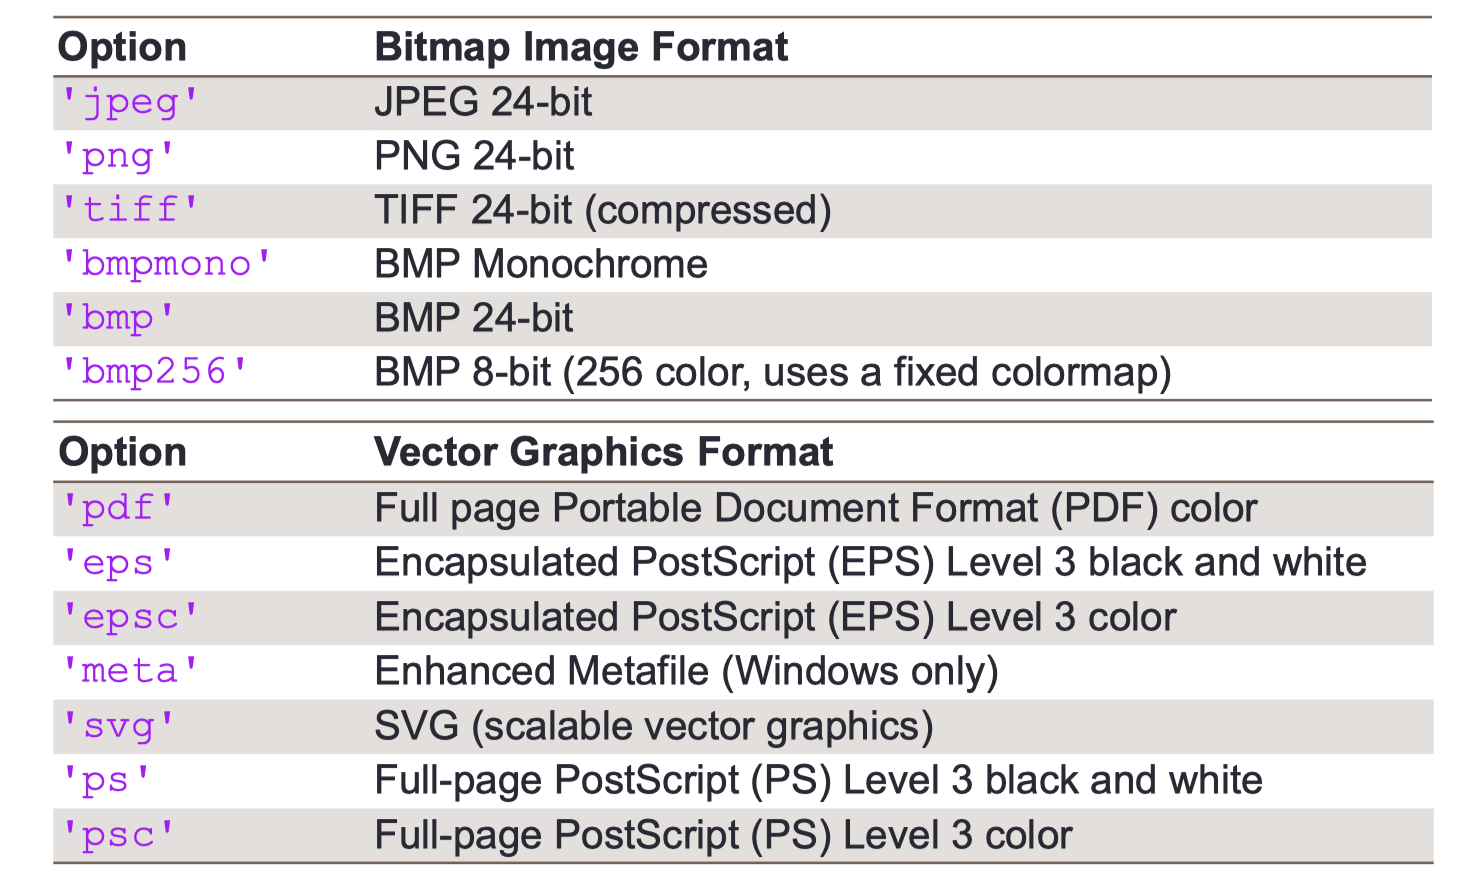 Option Bitmap Image Format
'jpeg' JPEG 24-bit
'png' PNG 24-bit
'tiff' TIFF 24-bit (compressed)
'bmpmono' BMP Monochrome
'bmp' BMP 24-bit
'bmp256' BMP 8-bit (256 color, uses a fixed colormap)
Option Vector Graphics Format
'pdf' Full page Portable Document Format (PDF) color
'eps' Encapsulated PostScript (EPS) Level 3 black and white
'epsc' Encapsulated PostScript (EPS) Level 3 color
'meta' Enhanced Metafile (Windows only)
'svg' SVG (scalable vector graphics)
'ps' Full-page PostScript (PS) Level 3 black and white
'psc' Full-page PostScript (PS) Level 3 color